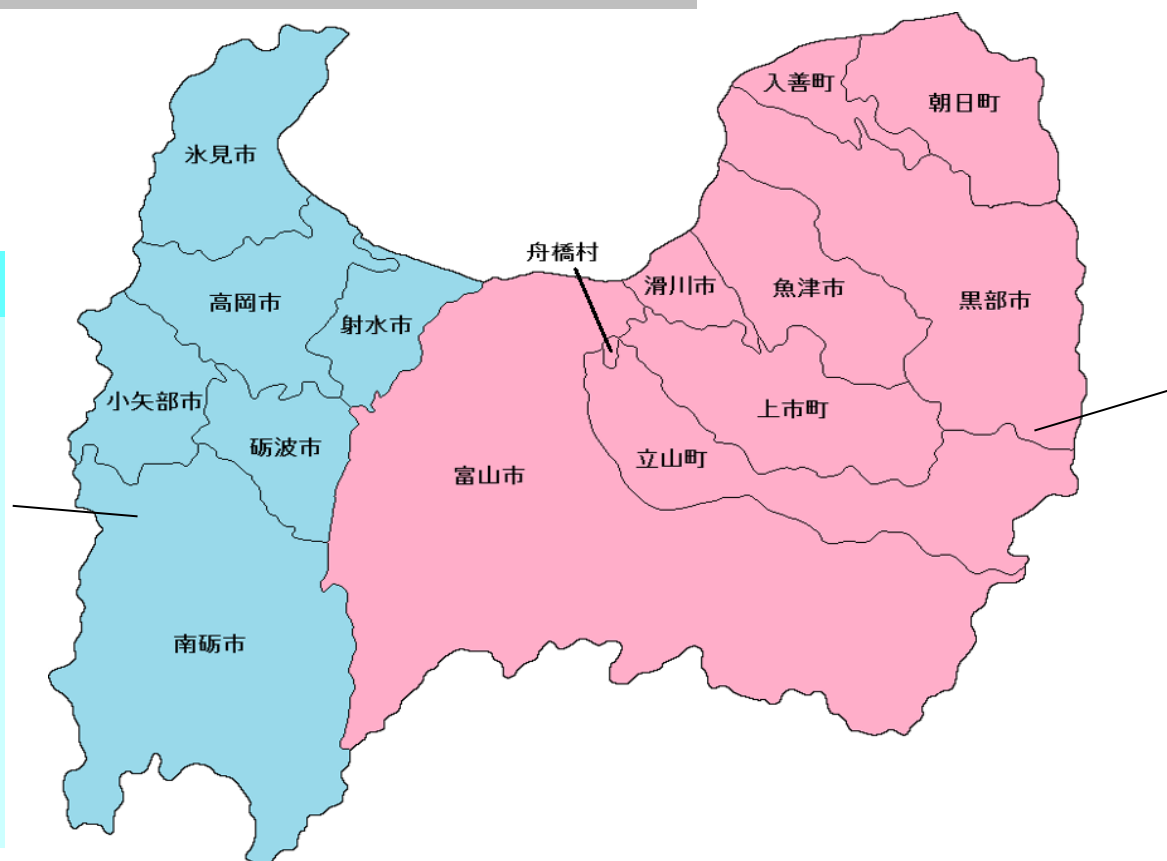 入善町
朝日町
氷見市
舟橋村
滑川市
魚津市
高岡市
射水市
黒部市
小矢部市
上市町
砺波市
立山町
富山市
南砺市